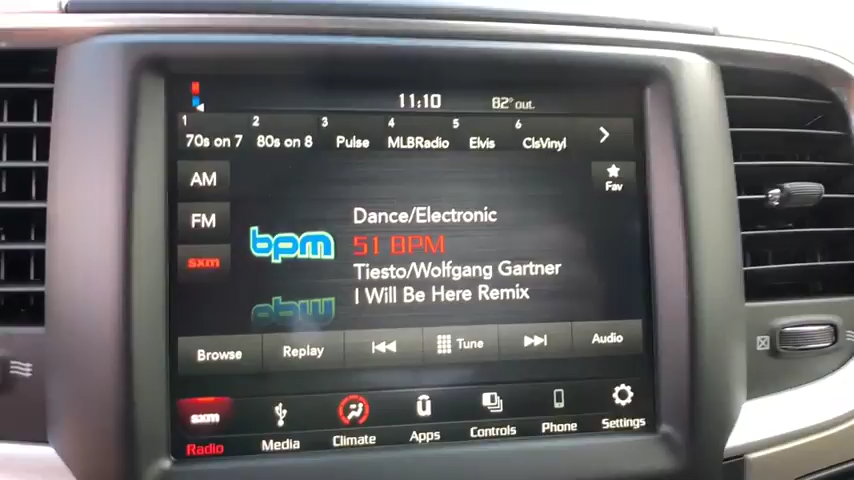 11:10 82° out.
1 2 3 4 5 6
70s on 7 80s on 8 Pulse MLBRadio Elvis ClsVinyl
AM
Fav
FM
sxm
bpm
Dance/Electronic
51 BPM
Tiesto/Wolfgang Gartner
I Will Be Here Remix
Browse Replay Tune Audio
sxm
Radio Media Climate Apps Controls Phone Settings